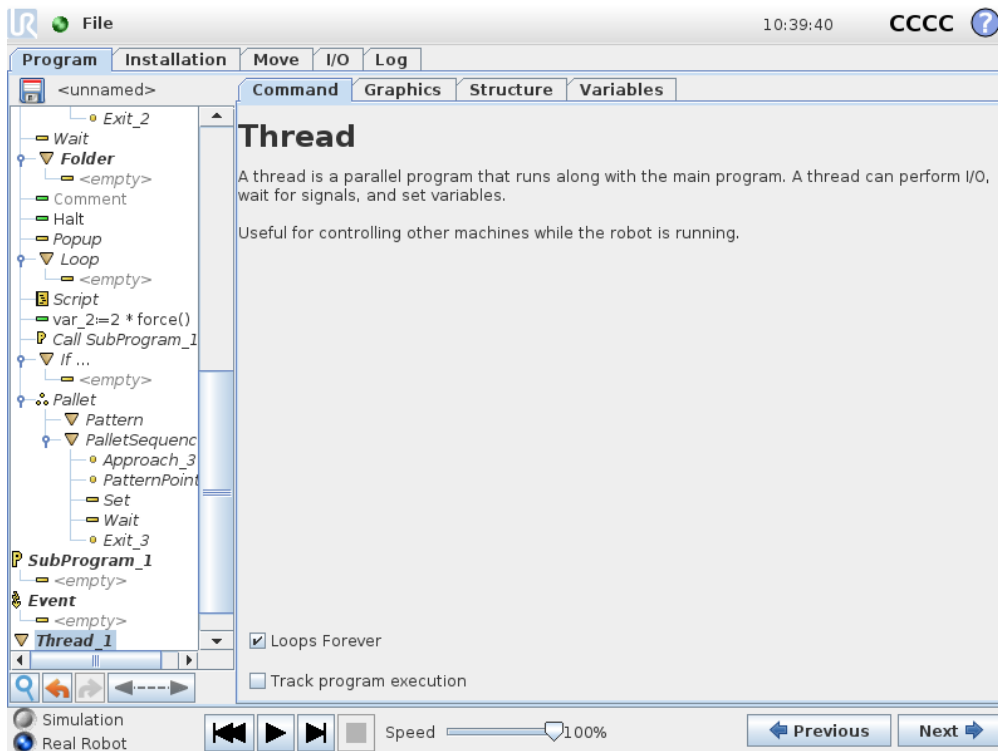 UR File 10:39:40 CCCC ?
Program Installation Move I/O Log
<unnamed> Command Graphics Structure Variables
Exit_2
Wait
Folder
<empty>
Comment
Halt
Popup
Loop
<empty>
Script
var_2:=2 * force()
Call SubProgram_1
If ...
<empty>
Pallet
Pattern
PalletSequenc
Approach_3
PatternPoint
Set
Wait
Exit_3
SubProgram_1
<empty>
Event
<empty>
Thread_1
Thread
A thread is a parallel program that runs along with the main program. A thread can perform I/O,
wait for signals, and set variables.
Useful for controlling other machines while the robot is running.
Loops Forever
Track program execution
Simulation
Real Robot
Speed 100%
Previous Next